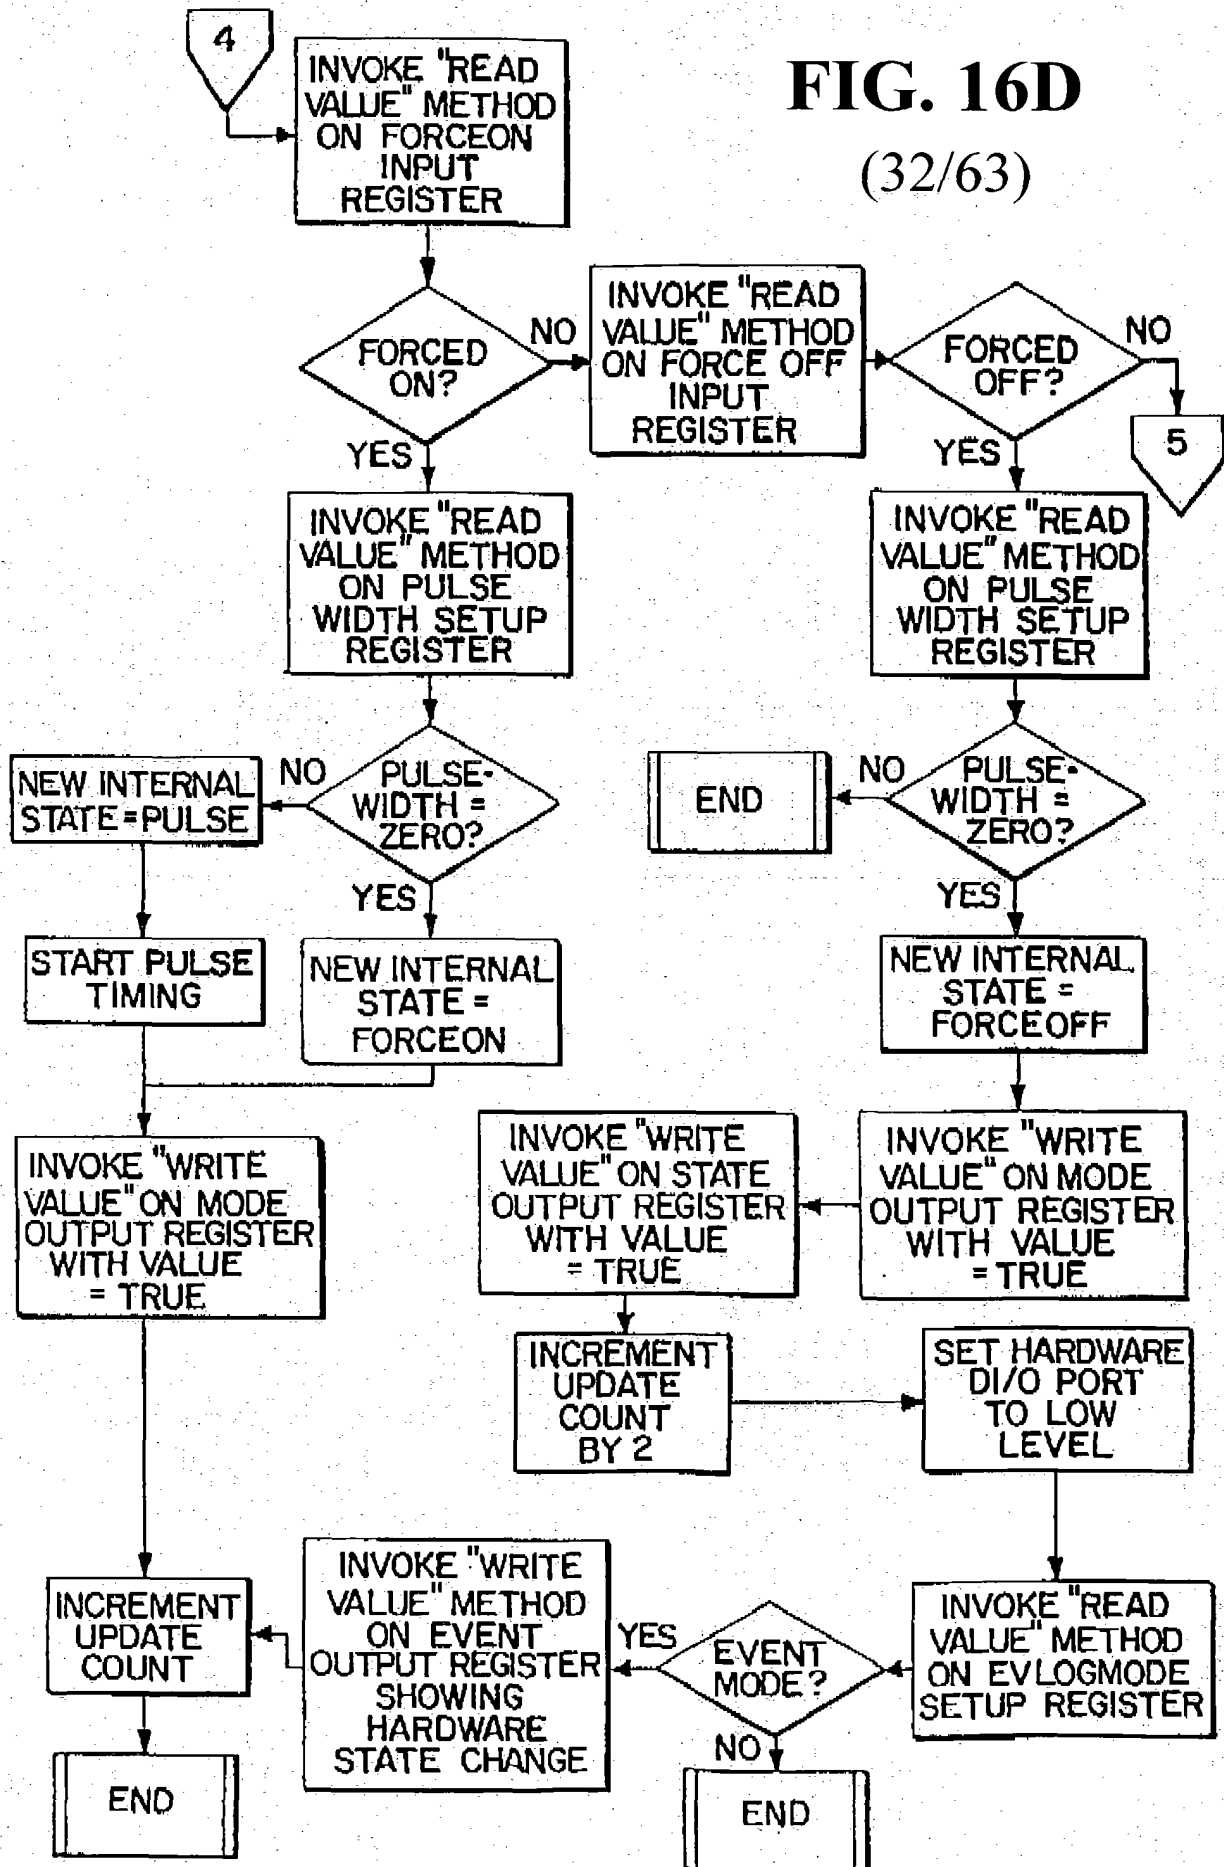 4
INVOKE "READ
VALUE" METHOD
ON FORCEON
INPUT
REGISTER
FIG. 16D
(32/63)
FORCED
ON?
NO
INVOKE "READ
VALUE" METHOD
ON FORCE OFF
INPUT
REGISTER
FORCED
OFF?
NO
5
YES
YES
INVOKE "READ
VALUE" METHOD
ON PULSE
WIDTH SETUP
REGISTER
INVOKE "READ
VALUE" METHOD
ON PULSE
WIDTH SETUP
REGISTER
NEW INTERNAL
STATE=PULSE
NO
PULSE-
WIDTH =
ZERO?
END
NO
PULSE-
WIDTH =
ZERO?
YES
YES
START PULSE
TIMING
NEW INTERNAL
STATE =
FORCEON
NEW INTERNAL
STATE =
FORCEOFF
INVOKE "WRITE
VALUE" ON MODE
OUTPUT REGISTER
WITH VALUE
= TRUE
INVOKE "WRITE
VALUE" ON STATE
OUTPUT REGISTER
WITH VALUE
= TRUE
INVOKE "WRITE
VALUE" ON MODE
OUTPUT REGISTER
WITH VALUE
= TRUE
INCREMENT
UPDATE
COUNT
BY 2
SET HARDWARE
DI/O PORT
TO LOW
LEVEL
INCREMENT
UPDATE
COUNT
INVOKE "WRITE
VALUE" METHOD
ON EVENT
OUTPUT REGISTER
SHOWING
HARDWARE
STATE CHANGE
YES
EVENT
MODE?
INVOKE "READ
VALUE" METHOD
ON EVLOGMODE
SETUP REGISTER
NO
END
END